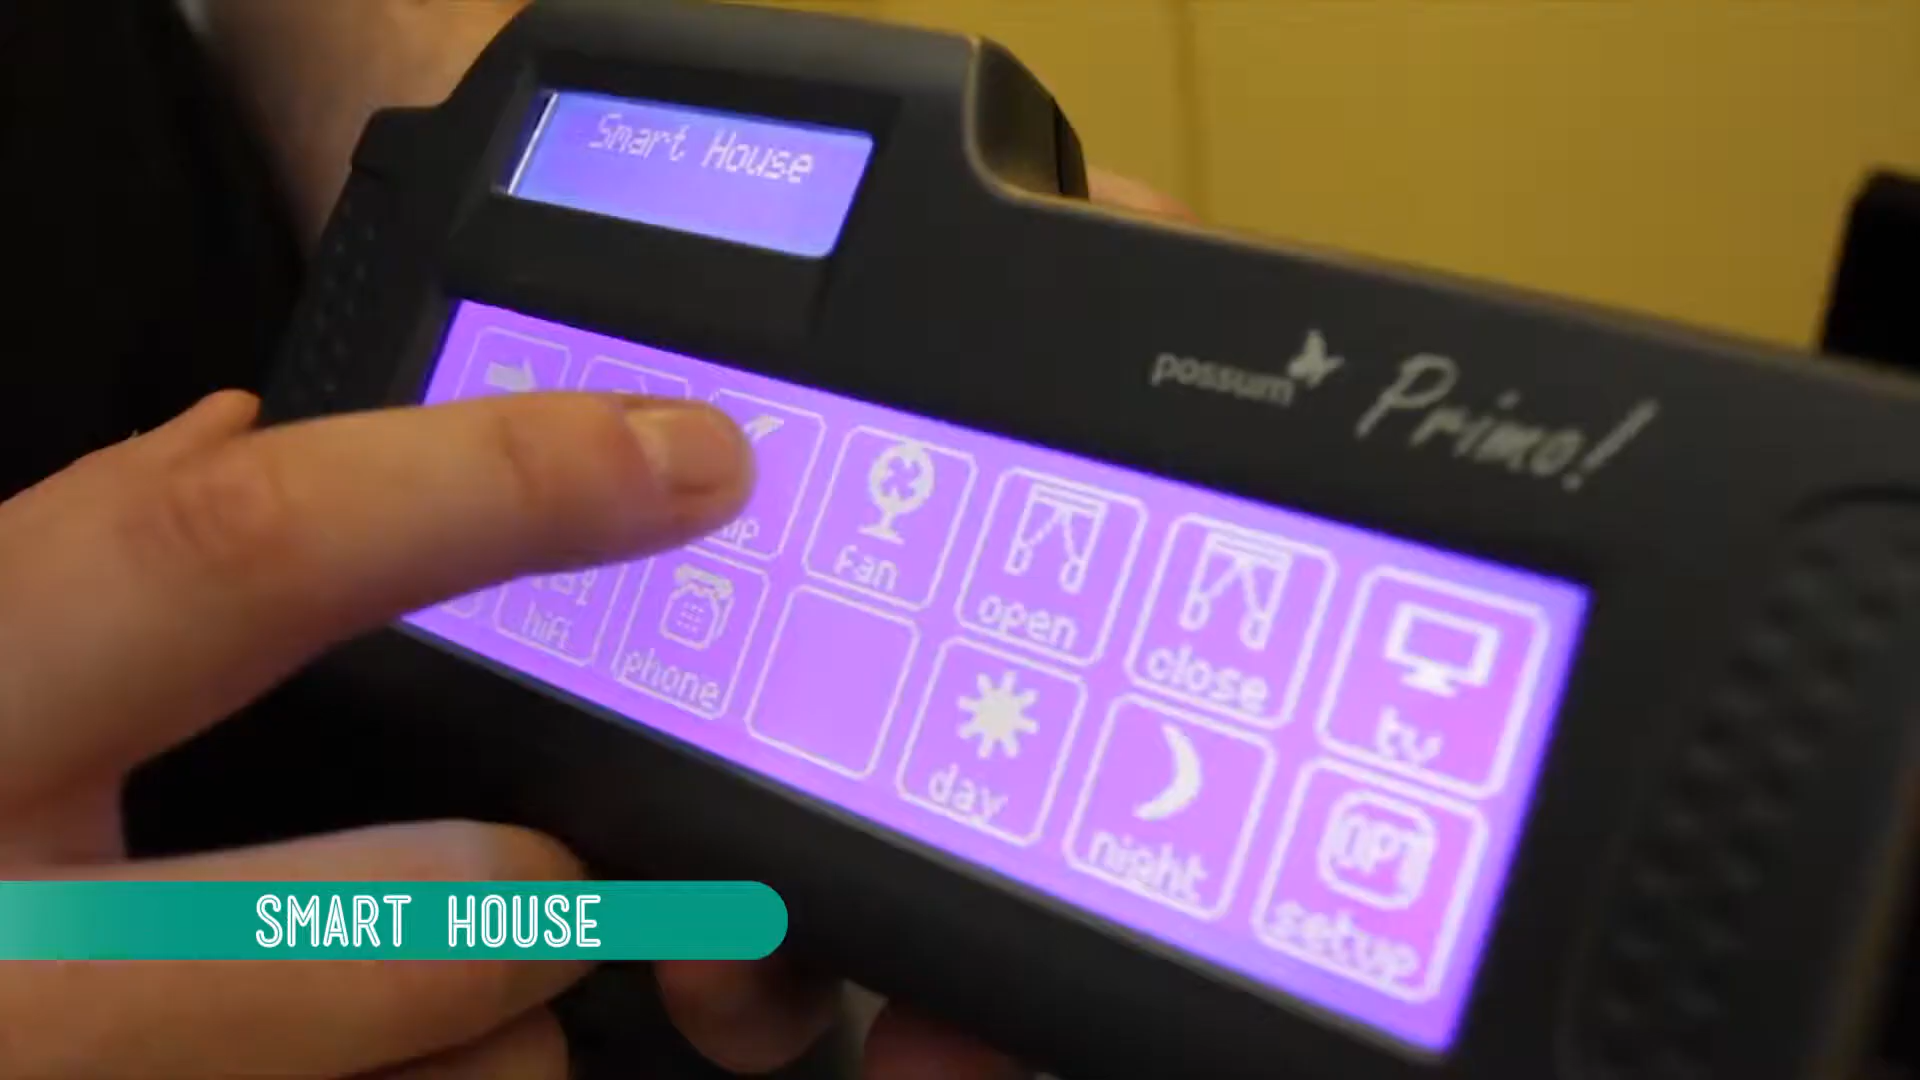 Smart House
possum Primo!
fan
open
close
tv
hifi
phone
day
night
OPT
setup
SMART HOUSE